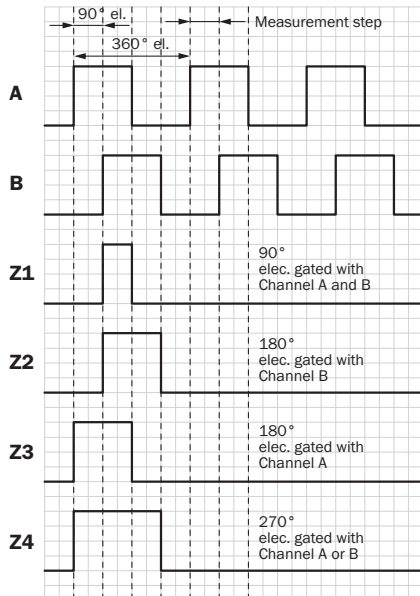 90° el.
Measurement step
360° el.
A
B
Z1
90°
elec. gated with
Channel A and B
Z2
180°
elec. gated with
Channel B
Z3
180°
elec. gated with
Channel A
Z4
270°
elec. gated with
Channel A or B